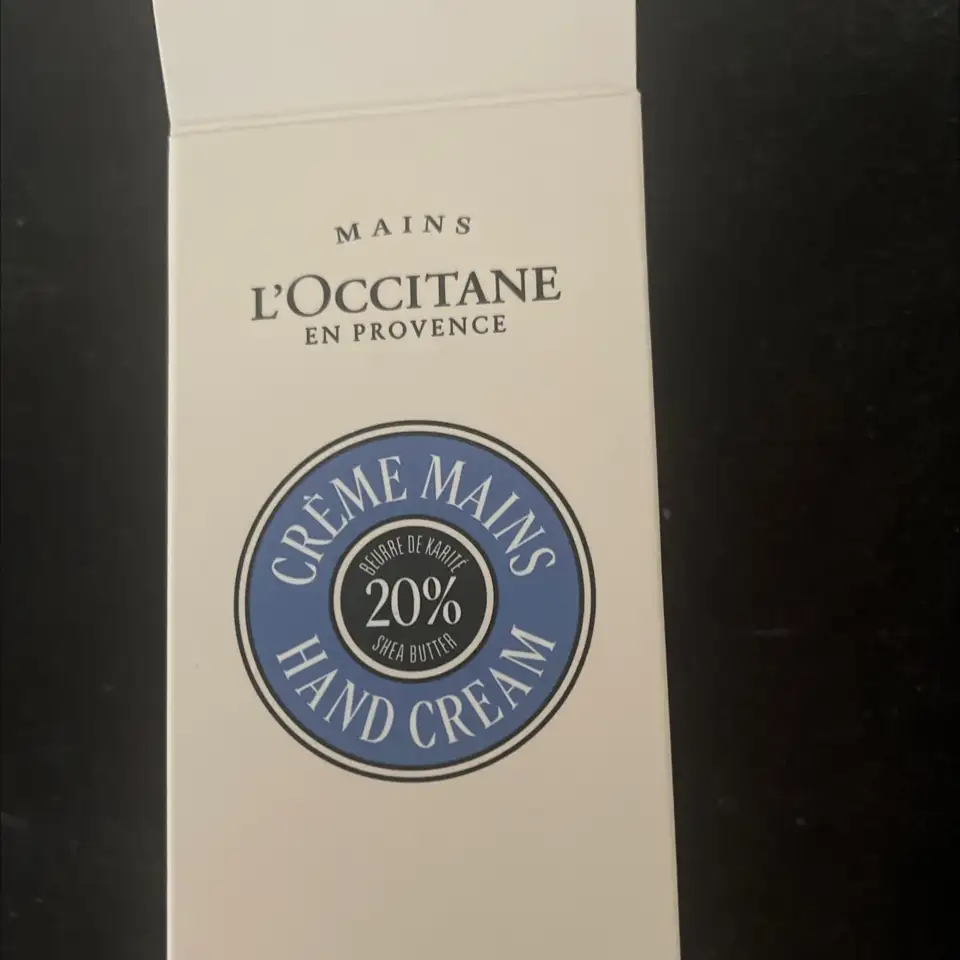 MAINS
L'OCCITANE
EN PROVENCE
CRÈME MAINS
BEURRE DE KARITÉ
20%
SHEA BUTTER
HAND CREAM